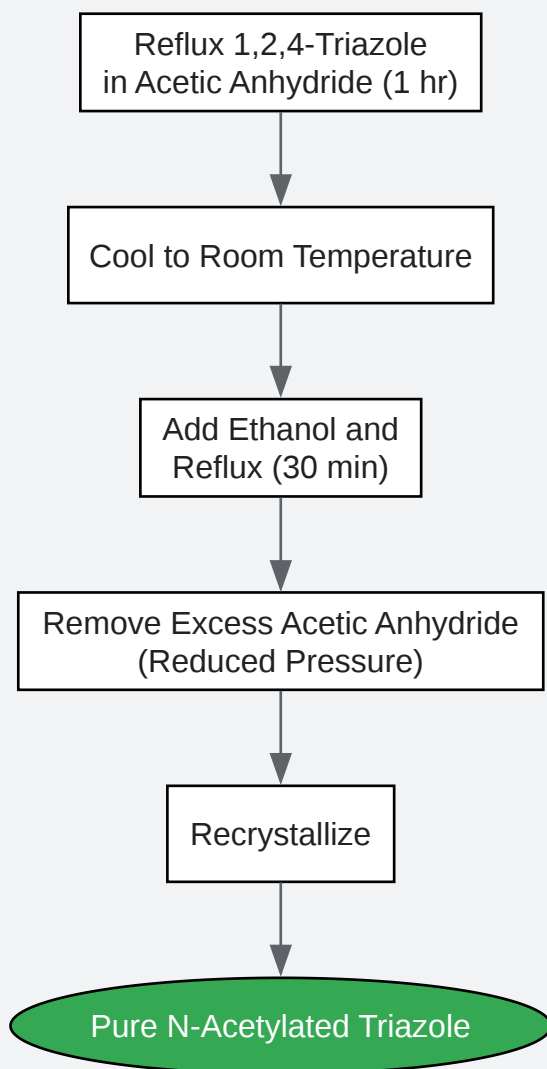 Reflux 1,2,4-Triazole
in Acetic Anhydride (1 hr)
Cool to Room Temperature
Add Ethanol and
Reflux (30 min)
Remove Excess Acetic Anhydride
(Reduced Pressure)
Recrystallize
Pure N-Acetylated Triazole